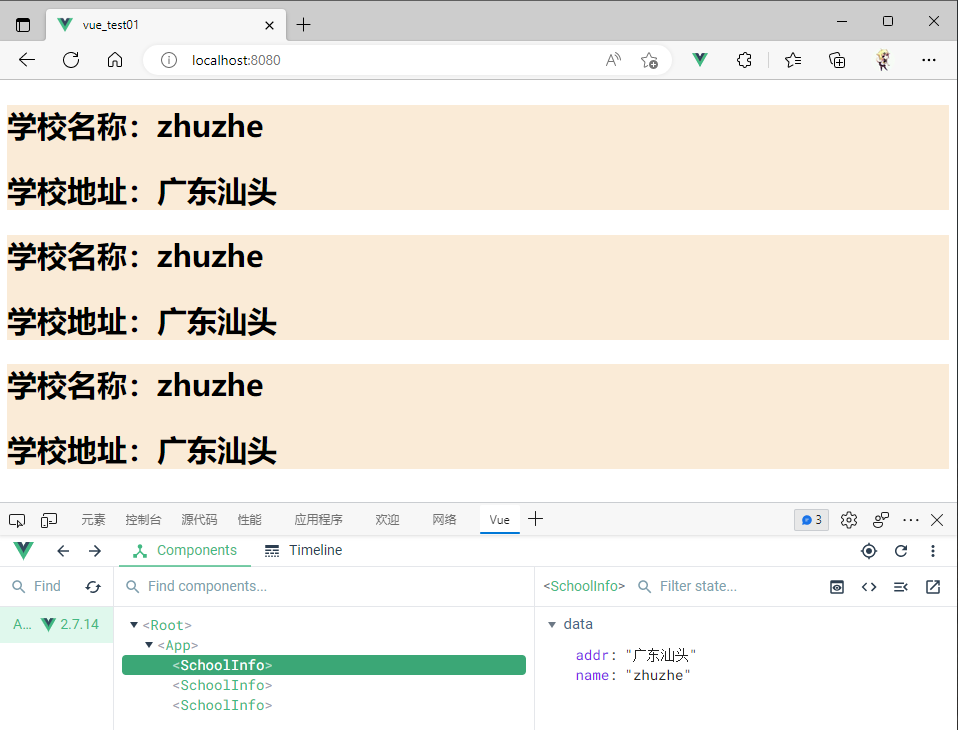 vue_test01
localhost:8080
学校名称：zhuzhe
学校地址：广东汕头
学校名称：zhuzhe
学校地址：广东汕头
学校名称：zhuzhe
学校地址：广东汕头
元素 控制台 源代码 性能 应用程序 欢迎 网络 Vue 3
Components Timeline
Find Find components... <SchoolInfo> Filter state...
A... 2.7.14
<Root>
<App>
<SchoolInfo>
<SchoolInfo>
<SchoolInfo>
data
addr: "广东汕头"
name: "zhuzhe"